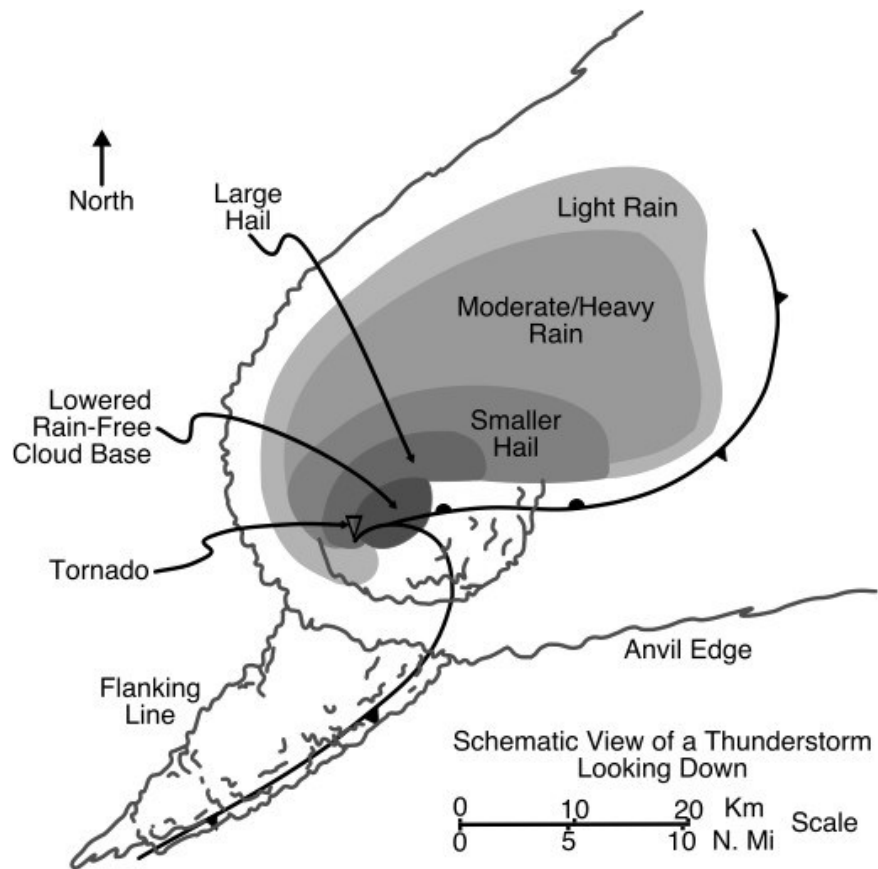 North
Large
Hail
Light Rain
Moderate/Heavy
Rain
Lowered
Rain-Free
Cloud Base
Smaller
Hail
Tornado
Anvil Edge
Flanking
Line
Schematic View of a Thunderstorm
Looking Down
0 10 20 Km
Scale
0 5 10 N. Mi